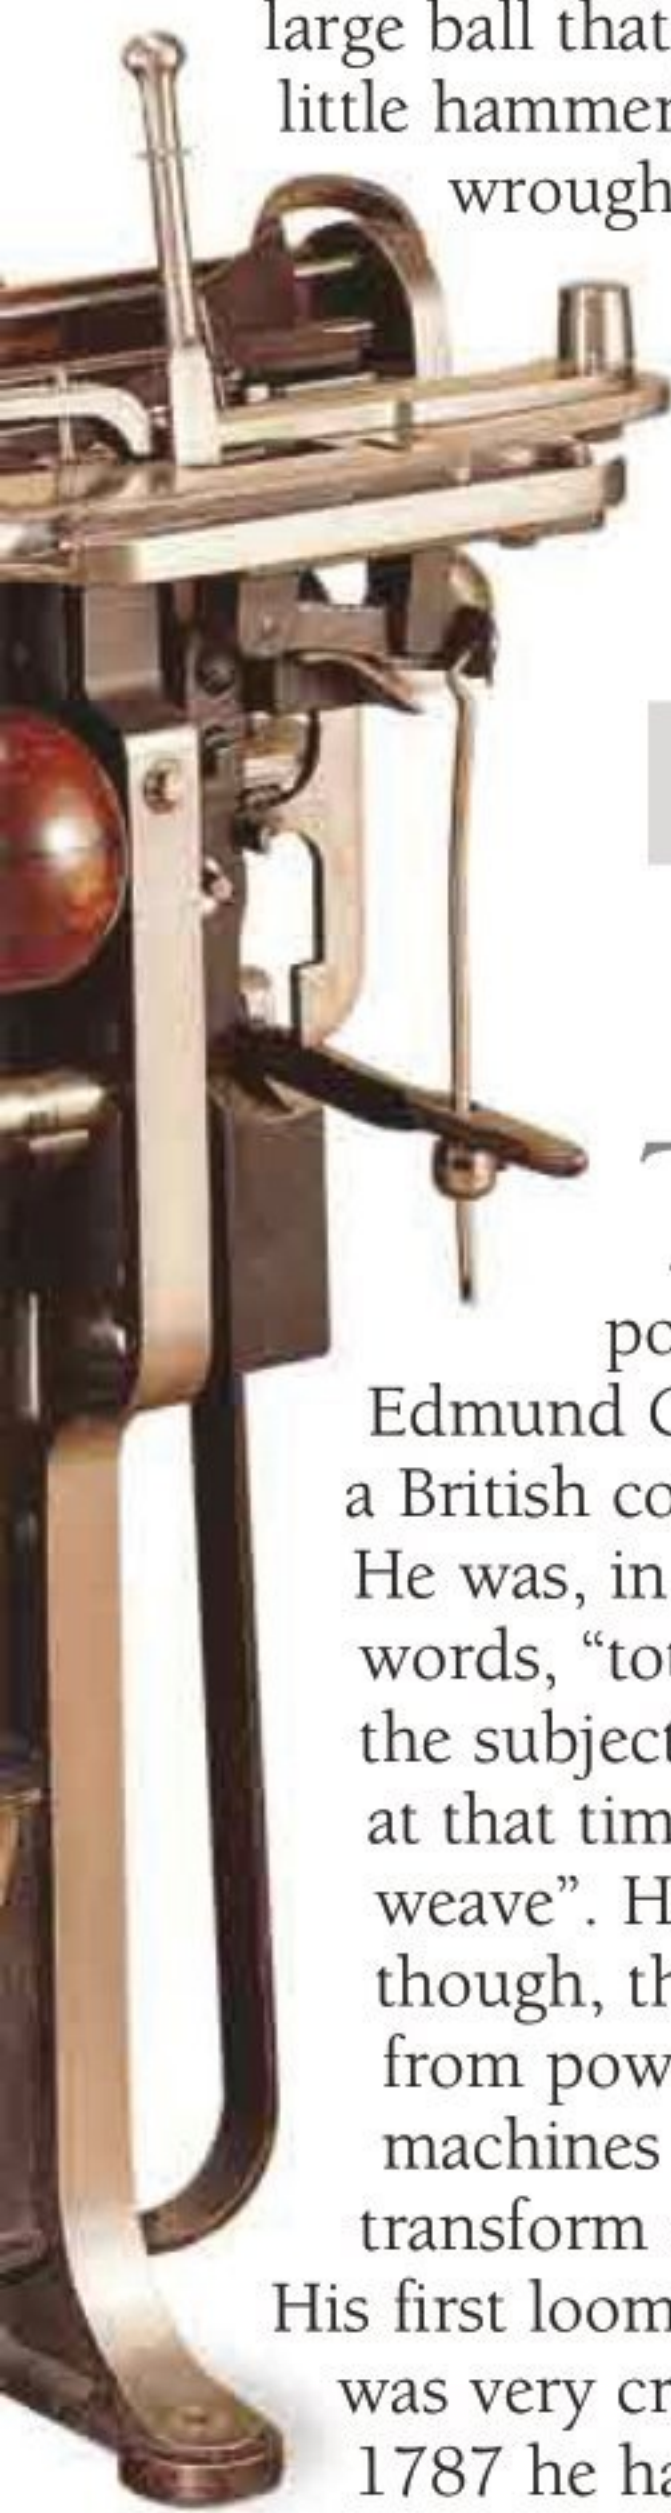 large ball that
little hammer
wrough
po
Edmund C
a British co
He was, in
words, “tot
the subject
at that tim
weave”. H
though, th
from pow
machines
transform
His first loom
was very cr
1787 he ha